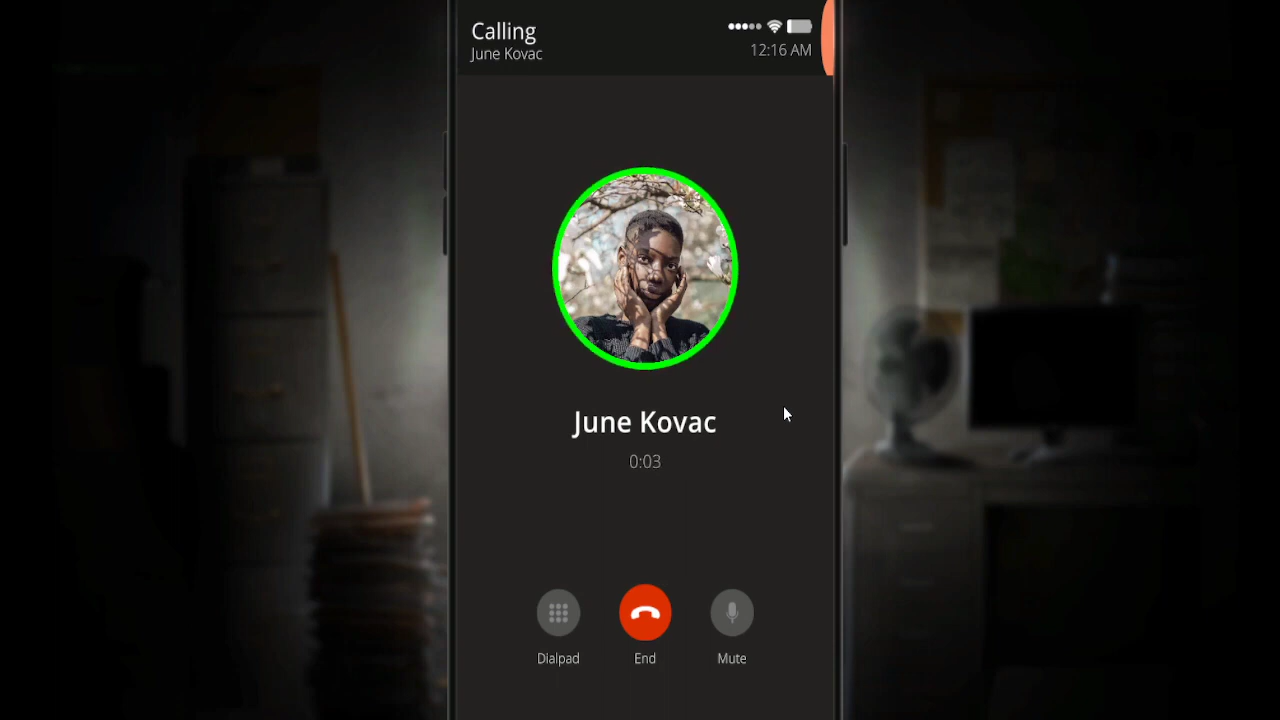 Calling
June Kovac
12:16 AM
June Kovac
0:03
Dialpad
End
Mute